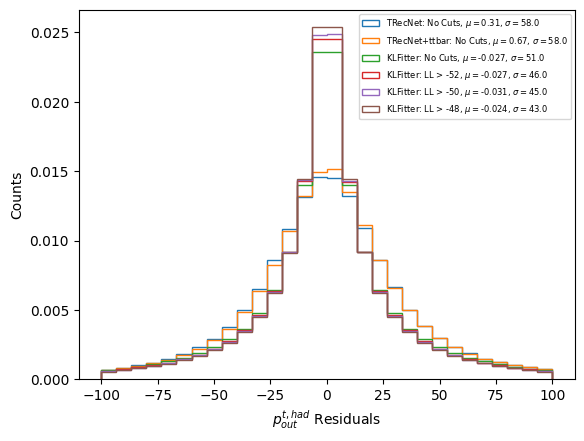 TRecNet: No Cuts, μ = 0.31, σ = 58.0
TRecNet+ttbar: No Cuts, μ = 0.67, σ = 58.0
KLFitter: No Cuts, μ = -0.027, σ = 51.0
KLFitter: LL > -52, μ = -0.027, σ = 46.0
KLFitter: LL > -50, μ = -0.031, σ = 45.0
KLFitter: LL > -48, μ = -0.024, σ = 43.0
0.025
0.020
0.015
0.010
0.005
0.000
Counts
−100 −75 −50 −25 0 25 50 75 100
p_{out}^{t,had} Residuals